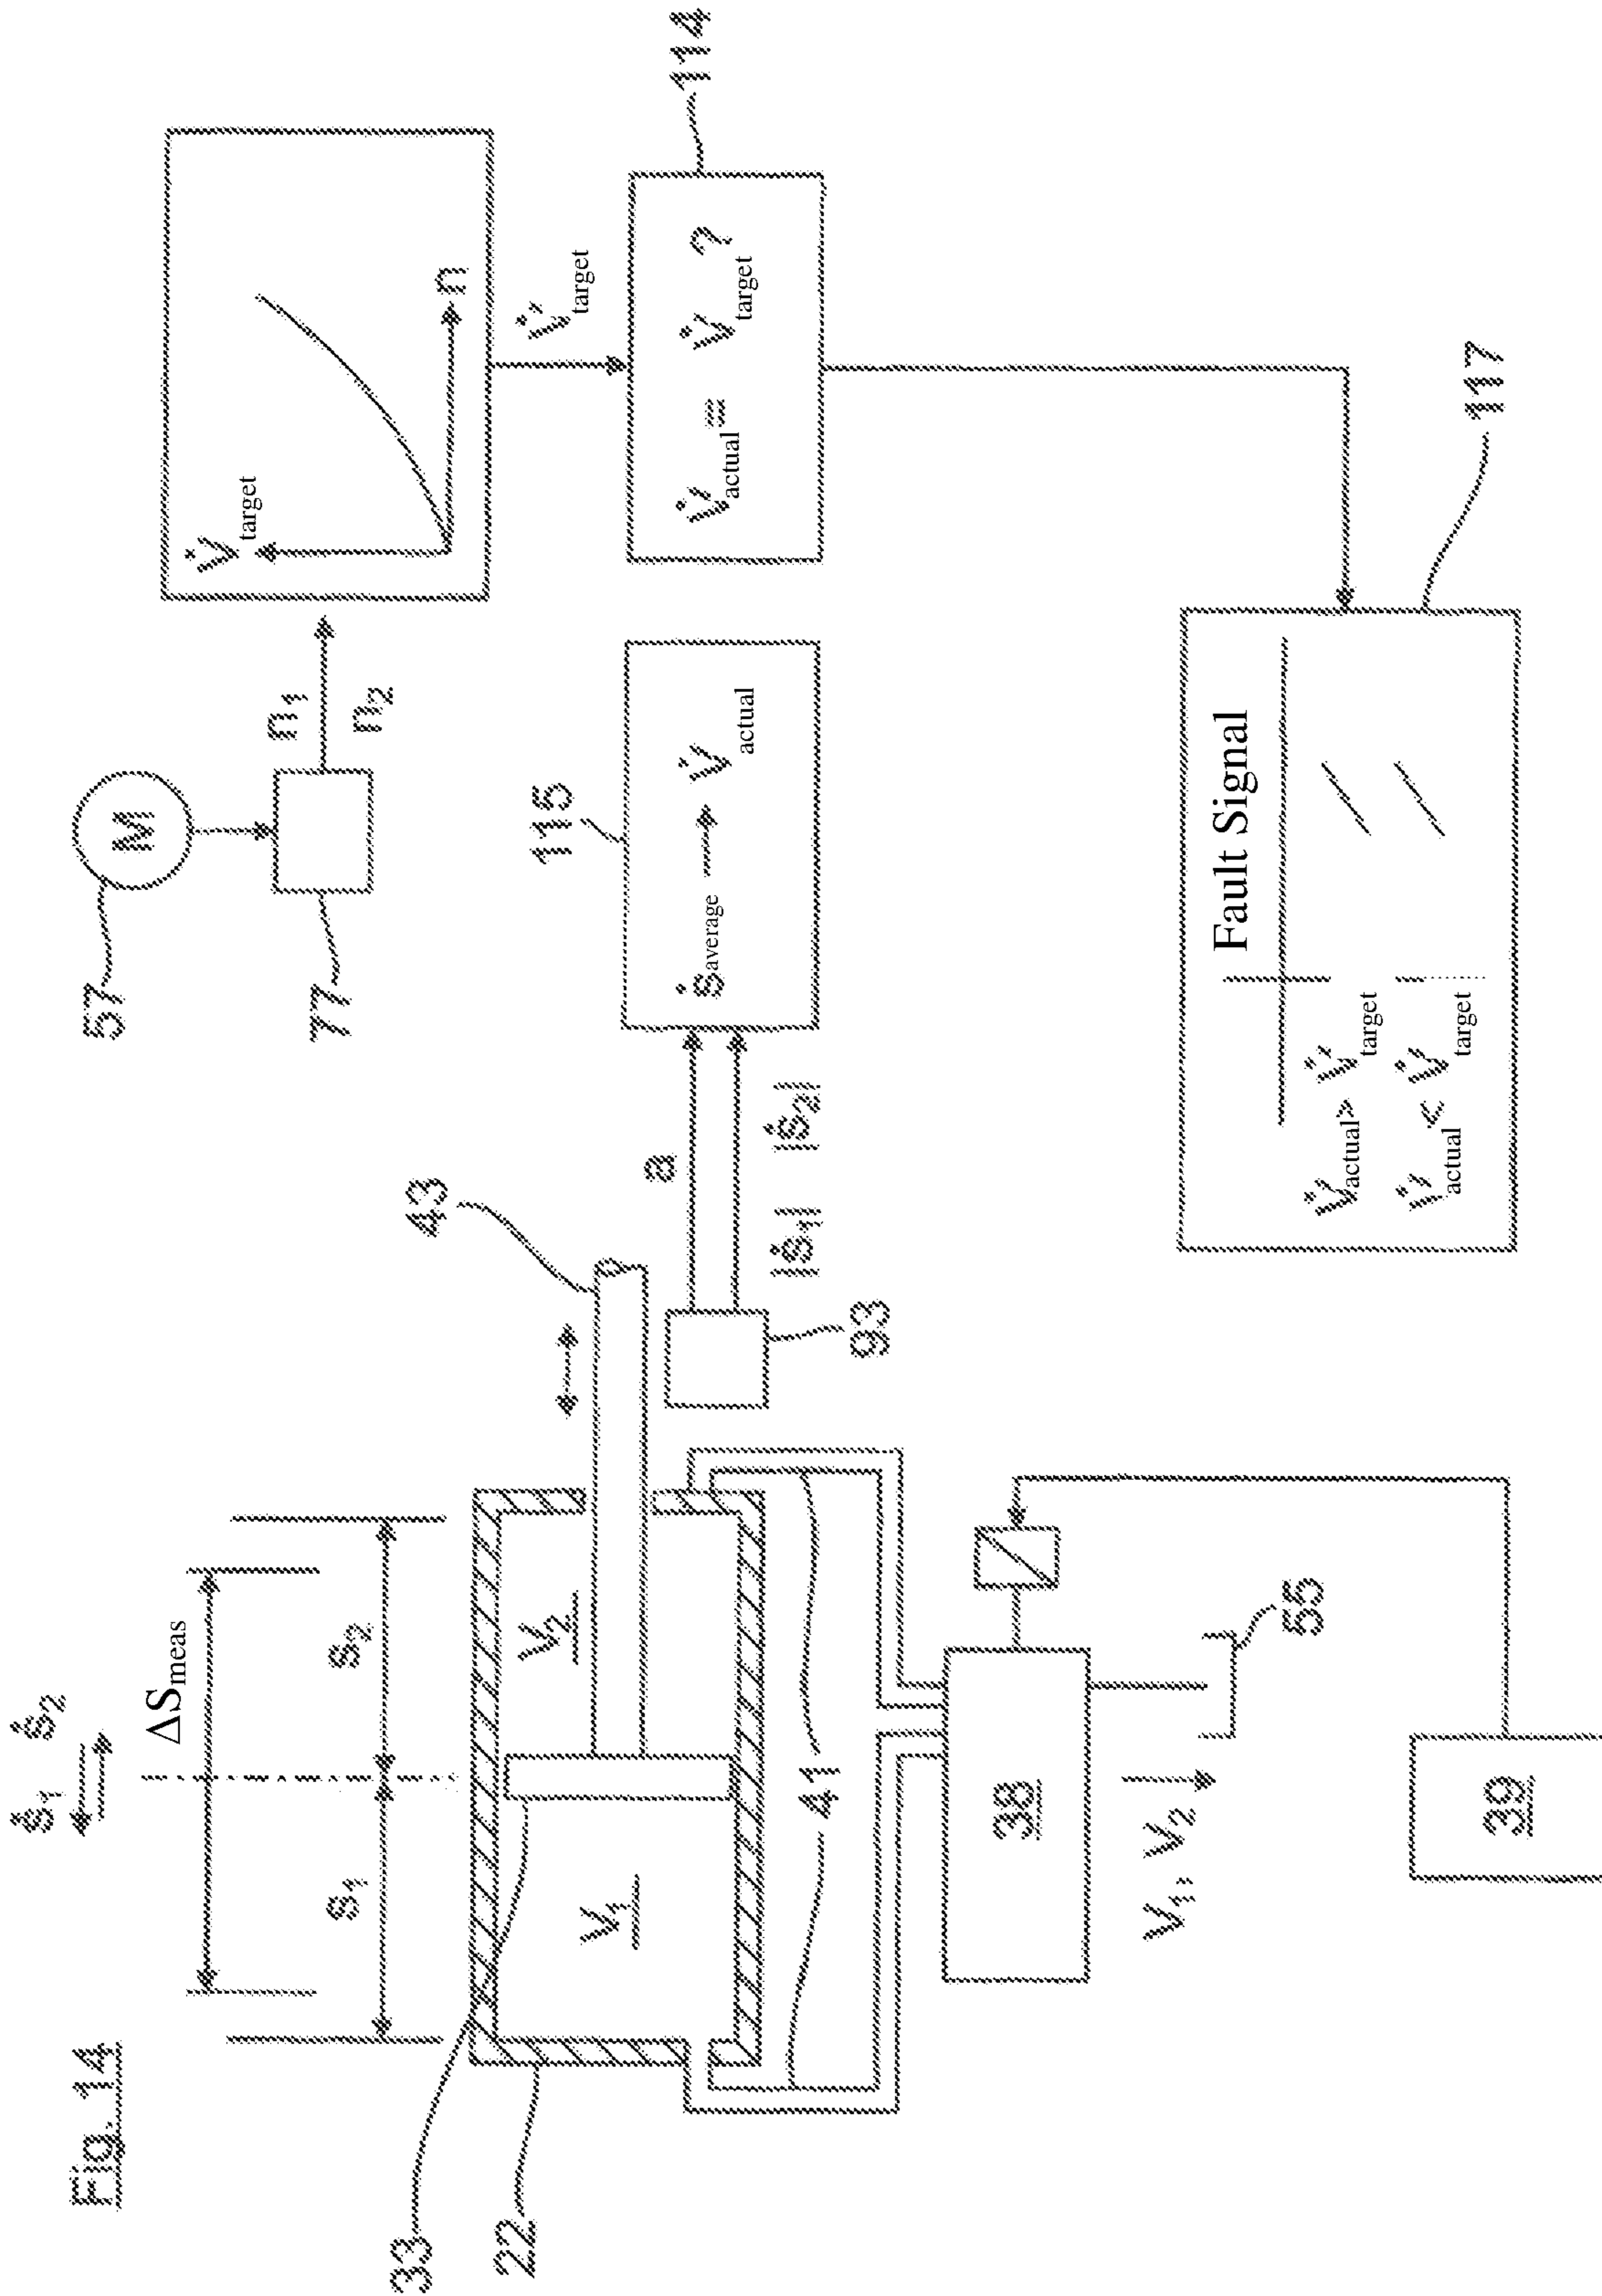 Fig. 14
ṡ₁ ṡ₂
ΔSmeas
s₁ s₂
33
22
V₁
V₂
43
41
38
V₁, V₂
55
39
93
a
|ṡ₁| |ṡ₂|
57
M
77
n₁
n₂
115
ṡaverage → V̇actual
V̇target
n
V̇target
114
V̇actual = V̇target ?
117
Fault Signal
V̇actual > V̇target
V̇actual < V̇target